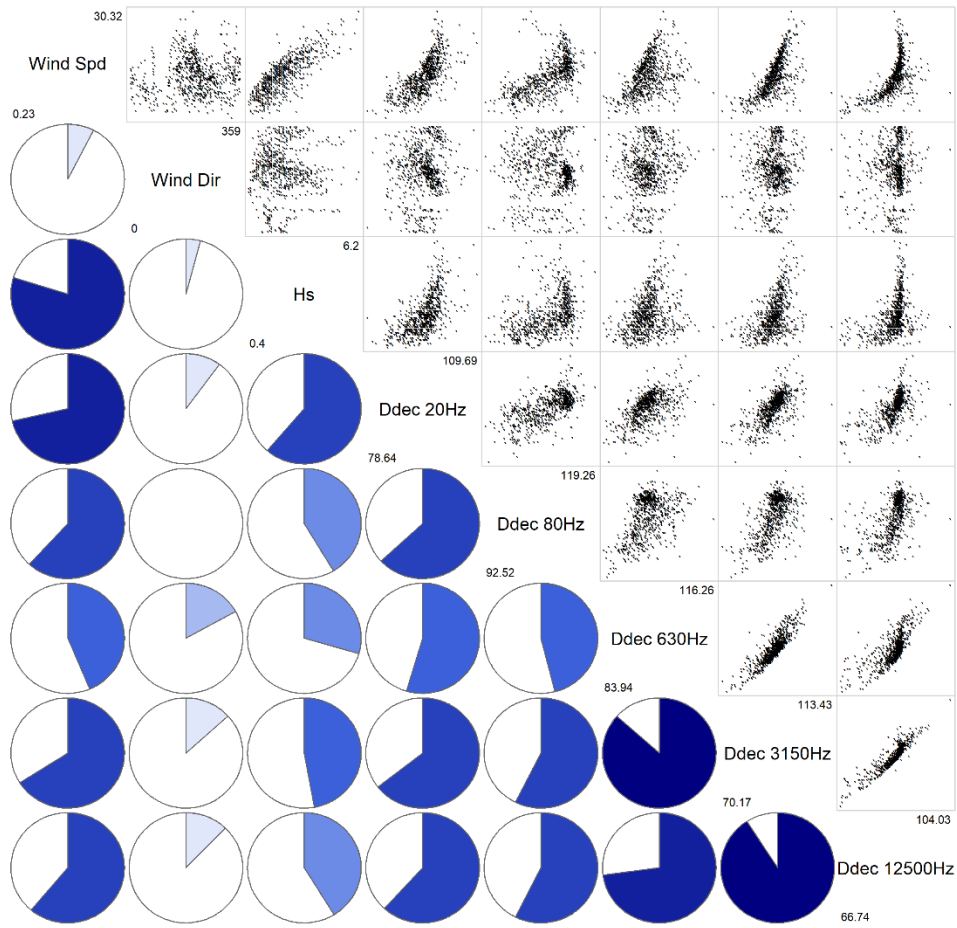 30.32
Wind Spd
0.23
359
Wind Dir
0
6.2
Hs
0.4
109.69
Ddec 20Hz
78.64
119.26
Ddec 80Hz
92.52
116.26
Ddec 630Hz
83.94
113.43
Ddec 3150Hz
70.17
104.03
Ddec 12500Hz
66.74